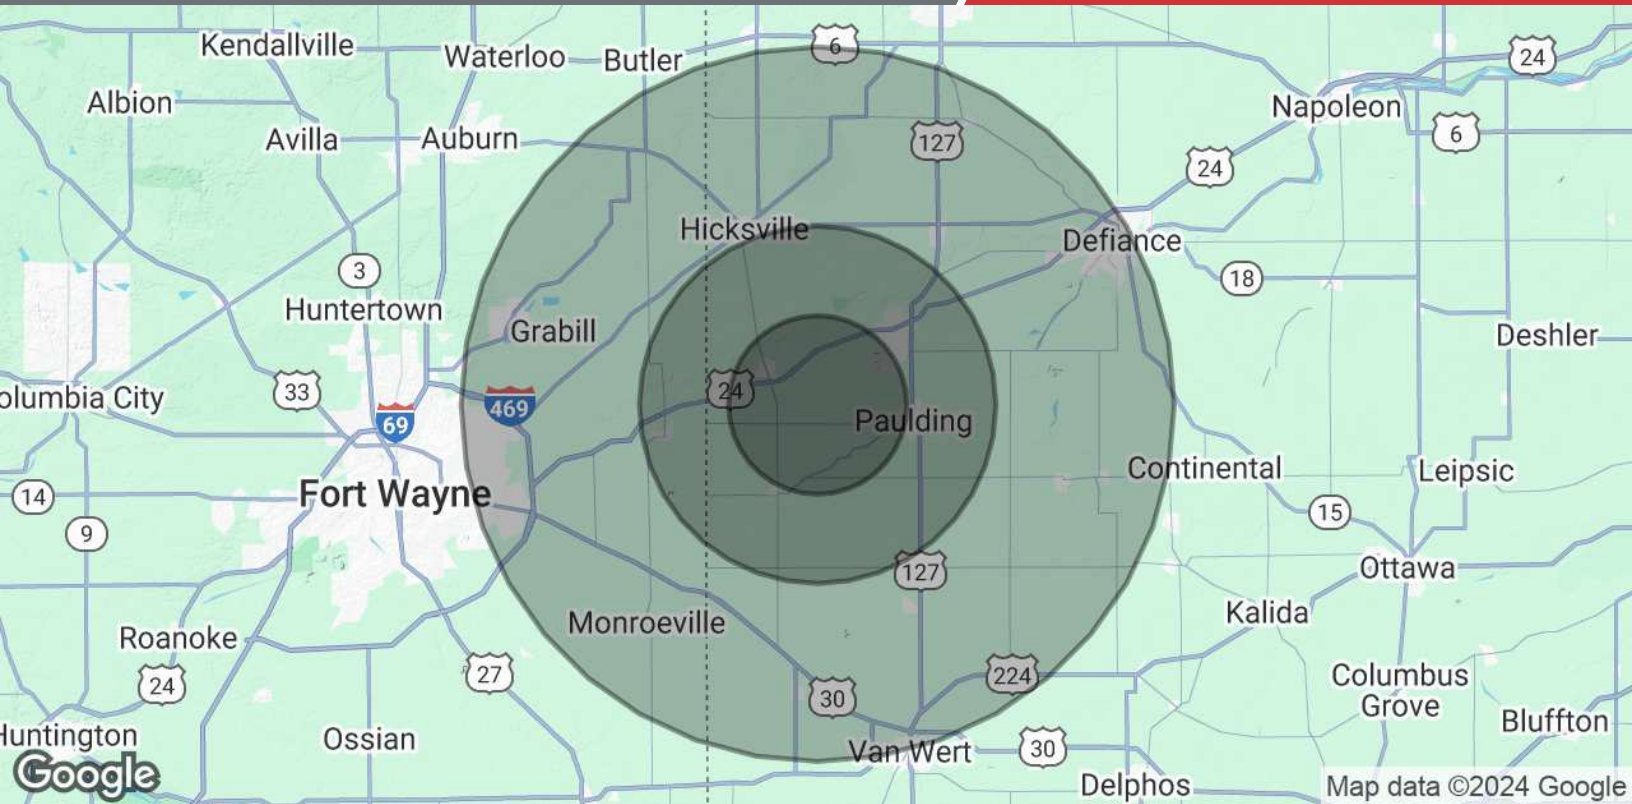 Kendallville
Waterloo
Butler
6
24
Albion
Napoleon
Avilla
Auburn
127
6
24
Hicksville
Defiance
3
18
Huntertown
Grabill
Deshler
33
24
olumbia City
469
69
Paulding
Continental
Leipsic
14
Fort Wayne
15
9
127
Ottawa
Kalida
Monroeville
Roanoke
27
224
24
30
Columbus
Grove
Bluffton
Huntington
Ossian
Van Wert
30
Delphos
Google
Map data ©2024 Google